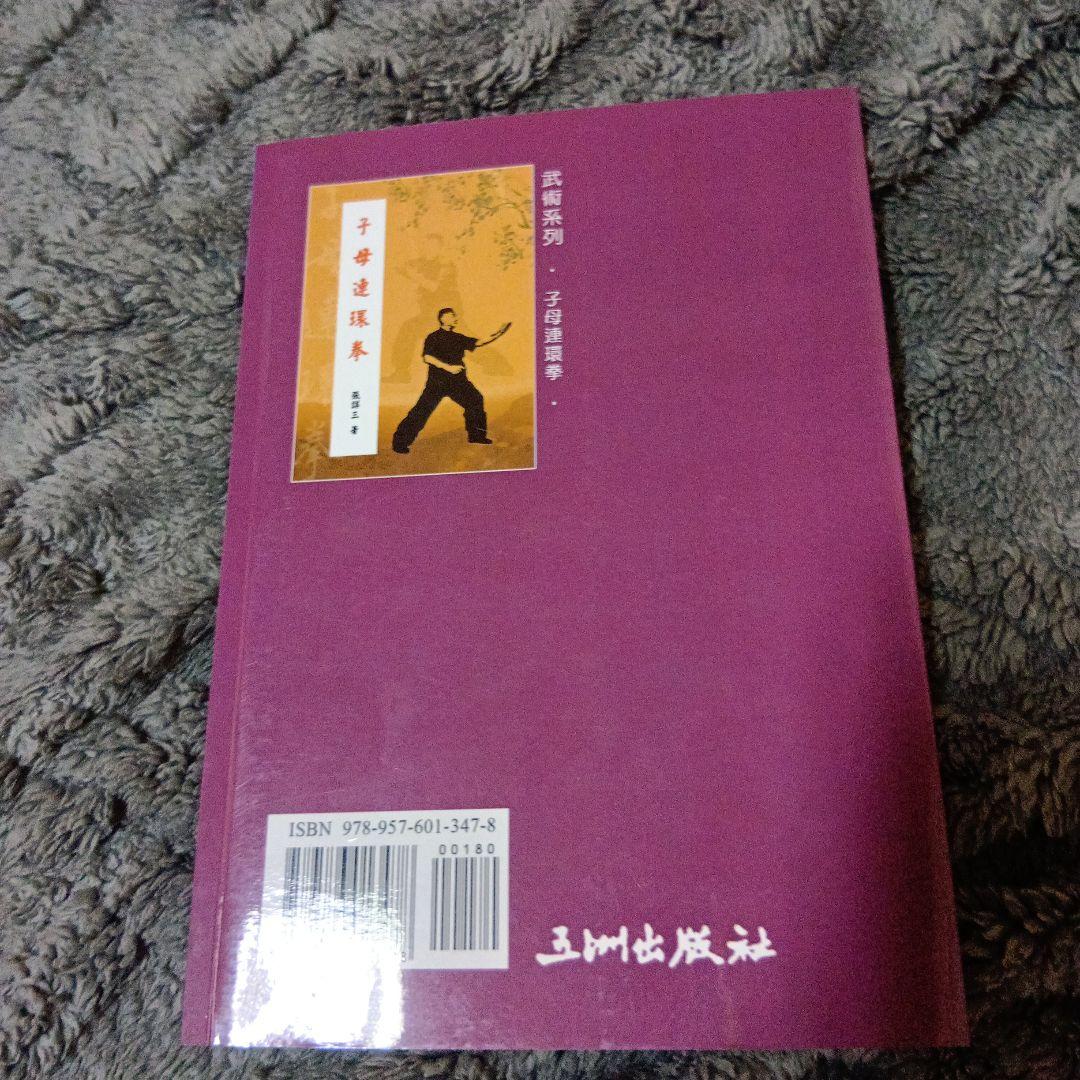 子母連環拳
張詳三 著
武術系列 · 子母連環拳 ·
ISBN 978-957-601-347-8
00180
五洲出版社